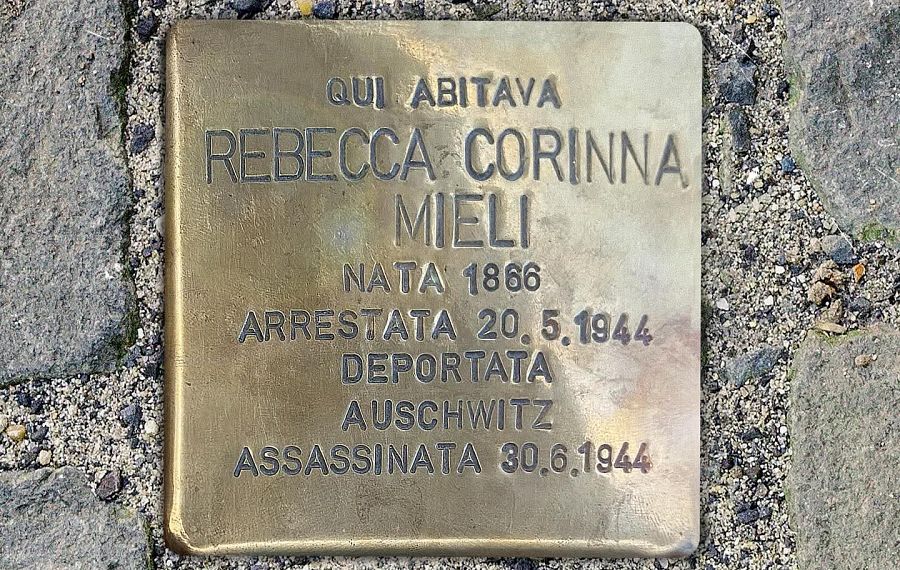 QUI ABITAVA
REBECCA CORINNA
MIELI
NATA 1866
ARRESTATA 20.5.1944
DEPORTATA
AUSCHWITZ
ASSASSINATA 30.6.1944